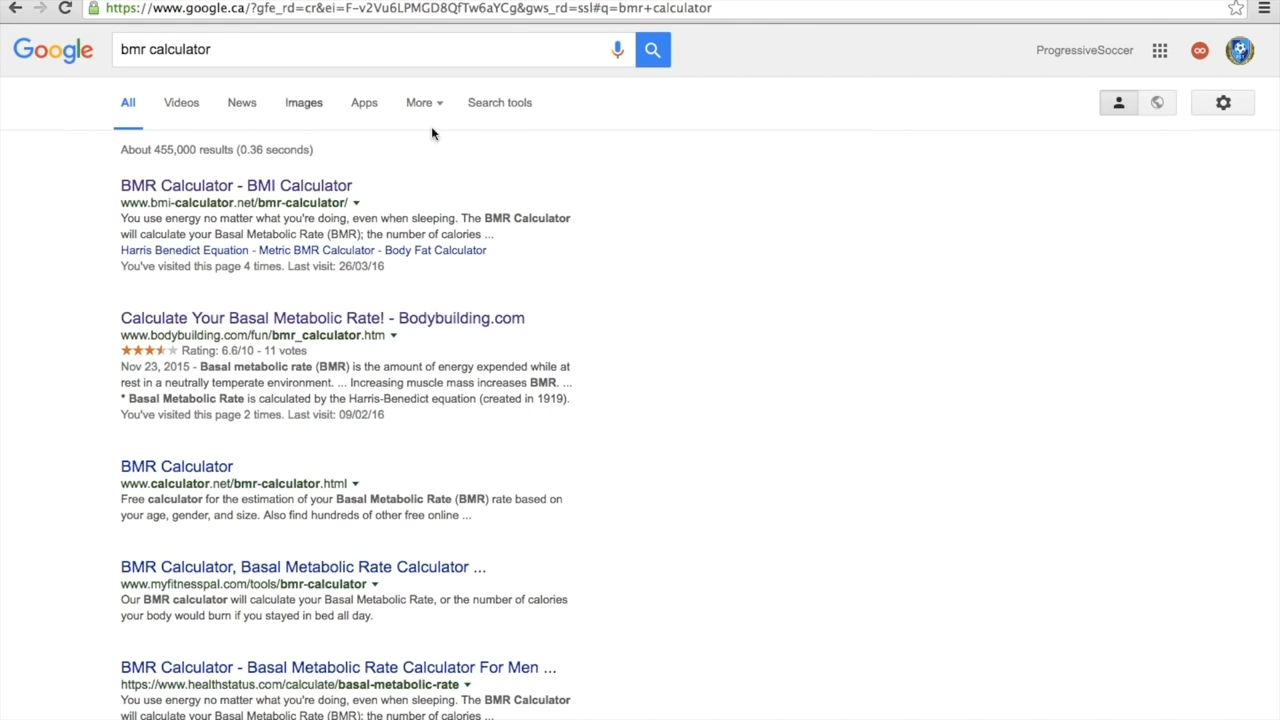 https://www.google.ca/?gfe_rd=cr&ei=F-v2Vu6LPMGD8QfTw6aYCg&gws_rd=ssl#q=bmr+calculator
Google bmr calculator ProgressiveSoccer
All Videos News Images Apps More Search tools
About 455,000 results (0.36 seconds)
BMR Calculator - BMI Calculator
www.bmi-calculator.net/bmr-calculator/
You use energy no matter what you're doing, even when sleeping. The BMR Calculator
will calculate your Basal Metabolic Rate (BMR); the number of calories ...
Harris Benedict Equation - Metric BMR Calculator - Body Fat Calculator
You've visited this page 4 times. Last visit: 26/03/16
Calculate Your Basal Metabolic Rate! - Bodybuilding.com
www.bodybuilding.com/fun/bmr_calculator.htm
Rating: 6.6/10 - 11 votes
Nov 23, 2015 - Basal metabolic rate (BMR) is the amount of energy expended while at
rest in a neutrally temperate environment. ... Increasing muscle mass increases BMR. ...
* Basal Metabolic Rate is calculated by the Harris-Benedict equation (created in 1919).
You've visited this page 2 times. Last visit: 09/02/16
BMR Calculator
www.calculator.net/bmr-calculator.html
Free calculator for the estimation of your Basal Metabolic Rate (BMR) rate based on
your age, gender, and size. Also find hundreds of other free online ...
BMR Calculator, Basal Metabolic Rate Calculator ...
www.myfitnesspal.com/tools/bmr-calculator
Our BMR calculator will calculate your Basal Metabolic Rate, or the number of calories
your body would burn if you stayed in bed all day.
BMR Calculator - Basal Metabolic Rate Calculator For Men ...
https://www.healthstatus.com/calculate/basal-metabolic-rate
You use energy no matter what you're doing, even when sleeping. The BMR Calculator
will calculate your Basal Metabolic Rate (BMR); the number of calories ...